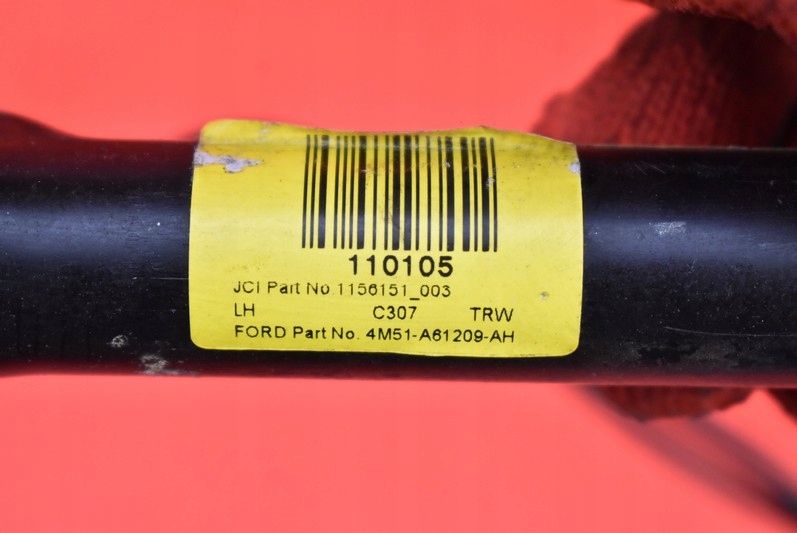 110105
JCI Part No 1156151_003
LH C307 TRW
FORD Part No. 4M51-A61209-AH